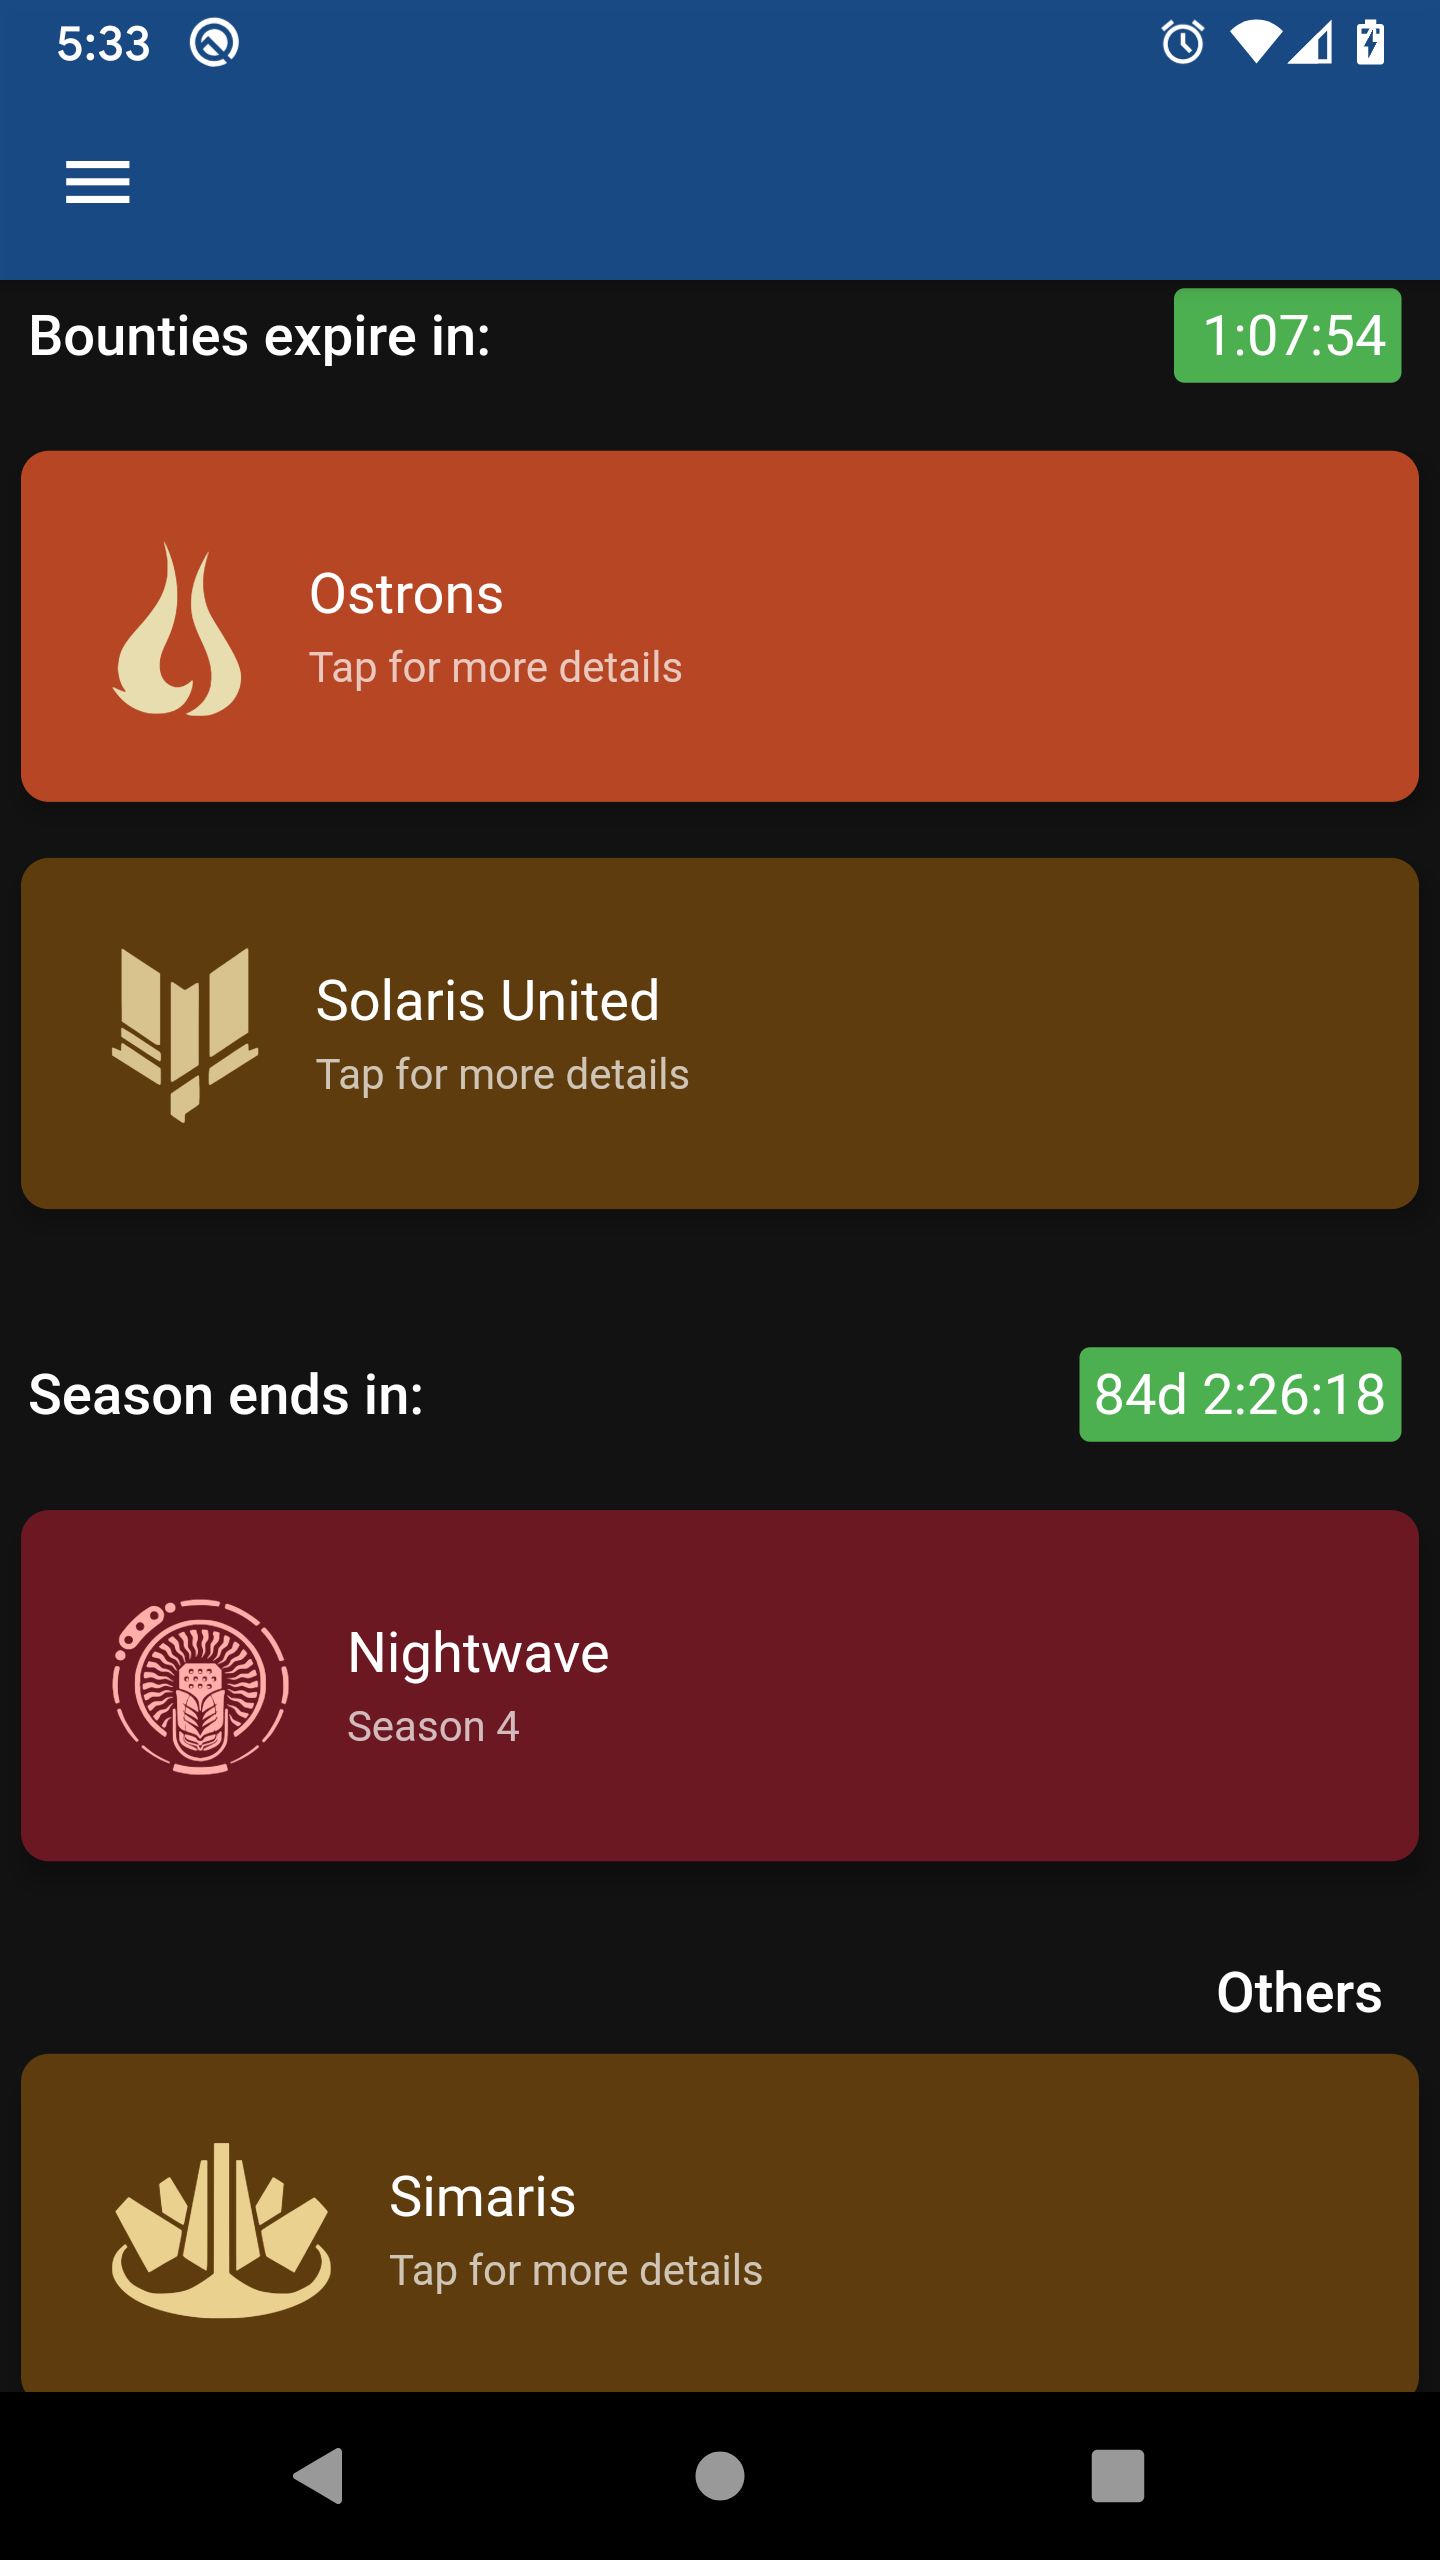 5:33
Bounties expire in:
1:07:54
Ostrons
Tap for more details
Solaris United
Tap for more details
Season ends in:
84d 2:26:18
Nightwave
Season 4
Others
Simaris
Tap for more details